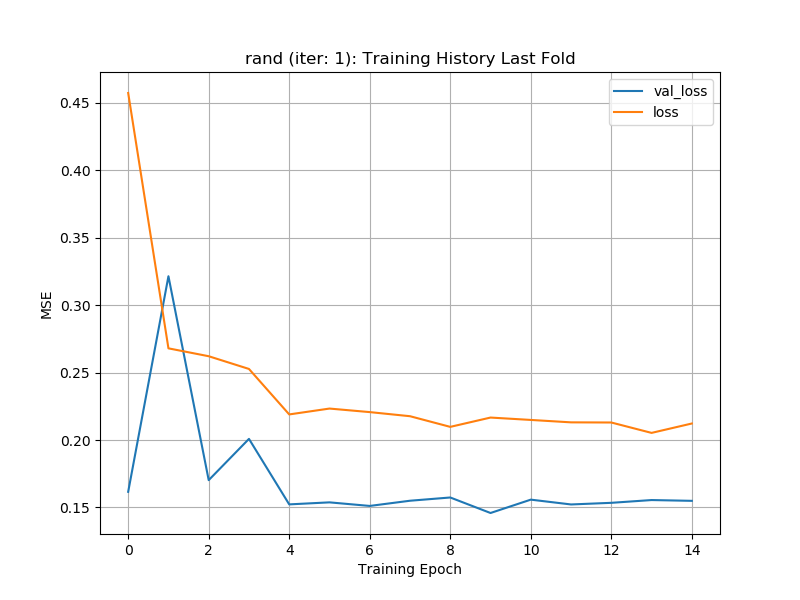 rand (iter: 1): Training History Last Fold
val_loss
loss
MSE
0.45
0.40
0.35
0.30
0.25
0.20
0.15
0 2 4 6 8 10 12 14
Training Epoch